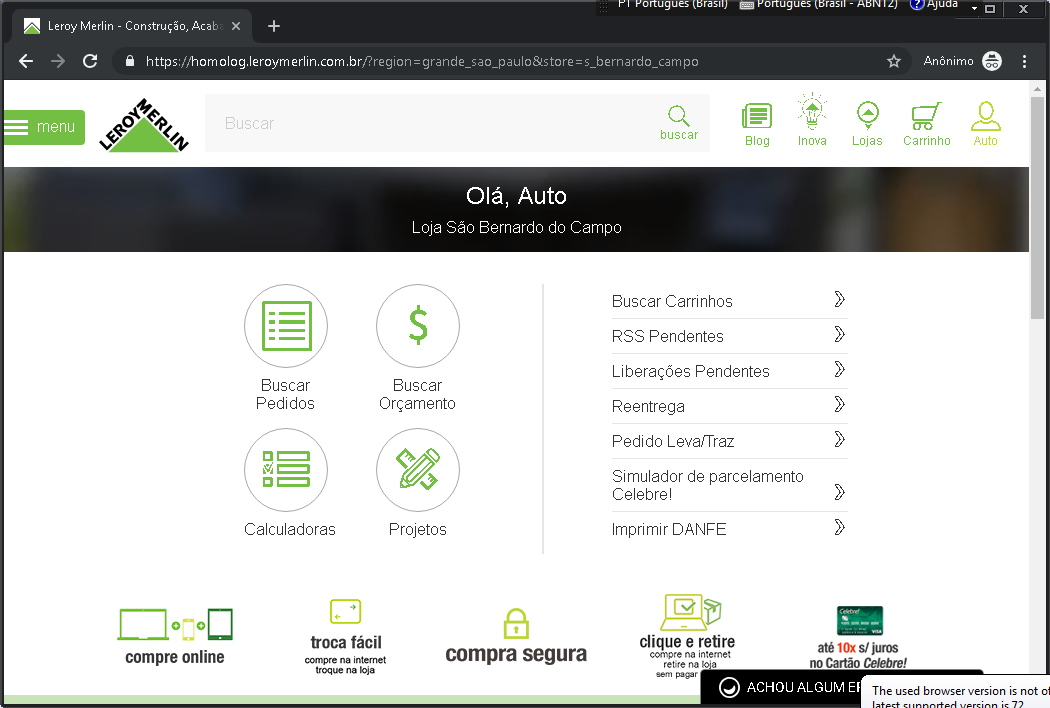 PT Português (Brasil)
Português (Brasil - ABNT2)
Ajuda
Leroy Merlin - Construção, Acaba
https://homolog.leroymerlin.com.br/?region=grande_sao_paulo&store=s_bernardo_campo
Anônimo
menu
LEROY MERLIN
Buscar
buscar
Blog
Inova
Lojas
Carrinho
Auto
Olá, Auto
Loja São Bernardo do Campo
Buscar
Pedidos
Buscar
Orçamento
Calculadoras
Projetos
Buscar Carrinhos
RSS Pendentes
Liberações Pendentes
Reentrega
Pedido Leva/Traz
Simulador de parcelamento
Celebre!
Imprimir DANFE
compre online
troca fácil
compre na internet
troque na loja
compra segura
clique e retire
compre na internet
retire na loja
sem pagar
Celebre!
VISA
até 10x s/ juros
no Cartão Celebre!
ACHOU ALGUM
The used browser version is not of
latest supported version is 72